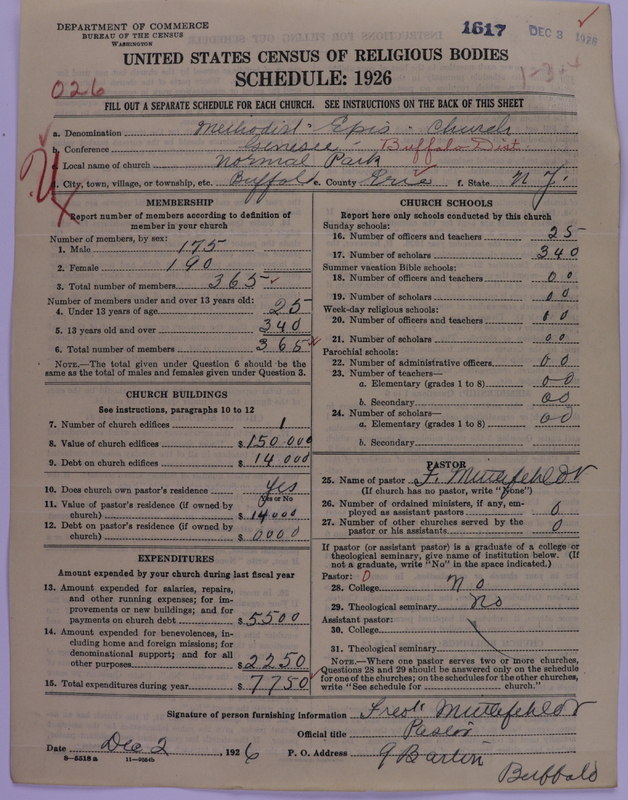 DEPARTMENT OF COMMERCE
BUREAU OF THE CENSUS
WASHINGTON
1517 DEC 3 1926
UNITED STATES CENSUS OF RELIGIOUS BODIES
SCHEDULE: 1926
1-3-4
026
FILL OUT A SEPARATE SCHEDULE FOR EACH CHURCH. SEE INSTRUCTIONS ON THE BACK OF THIS SHEET
a. Denomination Methodist Epis. Church
b. Conference Genesee - Buffalo Dist.
c. Local name of church Normal Park
d. City, town, village, or township, etc. Buffalo e. County Erie f. State N. Y.
MEMBERSHIP
Report number of members according to definition of member in your church
Number of members, by sex:
1. Male 175
2. Female 190
3. Total number of members 365
Number of members under and over 13 years old:
4. Under 13 years of age 25
5. 13 years old and over 340
6. Total number of members 365
NOTE.—The total given under Question 6 should be the same as the total of males and females given under Question 3.
CHURCH BUILDINGS
See instructions, paragraphs 10 to 12
7. Number of church edifices 1
8. Value of church edifices $ 150 000
9. Debt on church edifices $ 14 000
10. Does church own pastor's residence Yes
Yes or No
11. Value of pastor's residence (if owned by church) $ 14000
12. Debt on pastor's residence (if owned by church) $ 0000
EXPENDITURES
Amount expended by your church during last fiscal year
13. Amount expended for salaries, repairs, and other running expenses; for improvements or new buildings; and for payments on church debt $ 5500
14. Amount expended for benevolences, including home and foreign missions; for denominational support; and for all other purposes $ 2250
15. Total expenditures during year $ 7750
CHURCH SCHOOLS
Report here only schools conducted by this church
Sunday schools:
16. Number of officers and teachers 25
17. Number of scholars 340
Summer vacation Bible schools:
18. Number of officers and teachers 00
19. Number of scholars 00
Week-day religious schools:
20. Number of officers and teachers 00
21. Number of scholars 00
Parochial schools:
22. Number of administrative officers 00
23. Number of teachers—
a. Elementary (grades 1 to 8) 00
b. Secondary 00
24. Number of scholars—
a. Elementary (grades 1 to 8) 00
b. Secondary
PASTOR
25. Name of pastor F.
(If church has no pastor, write "None")
26. Number of ordained ministers, if any, employed as assistant pastors 0
27. Number of other churches served by the pastor or his assistants 0
If pastor (or assistant pastor) is a graduate of a college or theological seminary, give name of institution below. (If not a graduate, write "No" in the space indicated.)
Pastor: 0
28. College no
29. Theological seminary No
Assistant pastor:
30. College
31. Theological seminary
NOTE.—Where one pastor serves two or more churches, Questions 28 and 29 should be answered only on the schedule for one of the churches; on the schedules for the other churches, write "See schedule for church."
Signature of person furnishing information
Official title Pastor
Date Dec 2, 1926 P. O. Address
Buffalo
8-5518 a 11-9064b